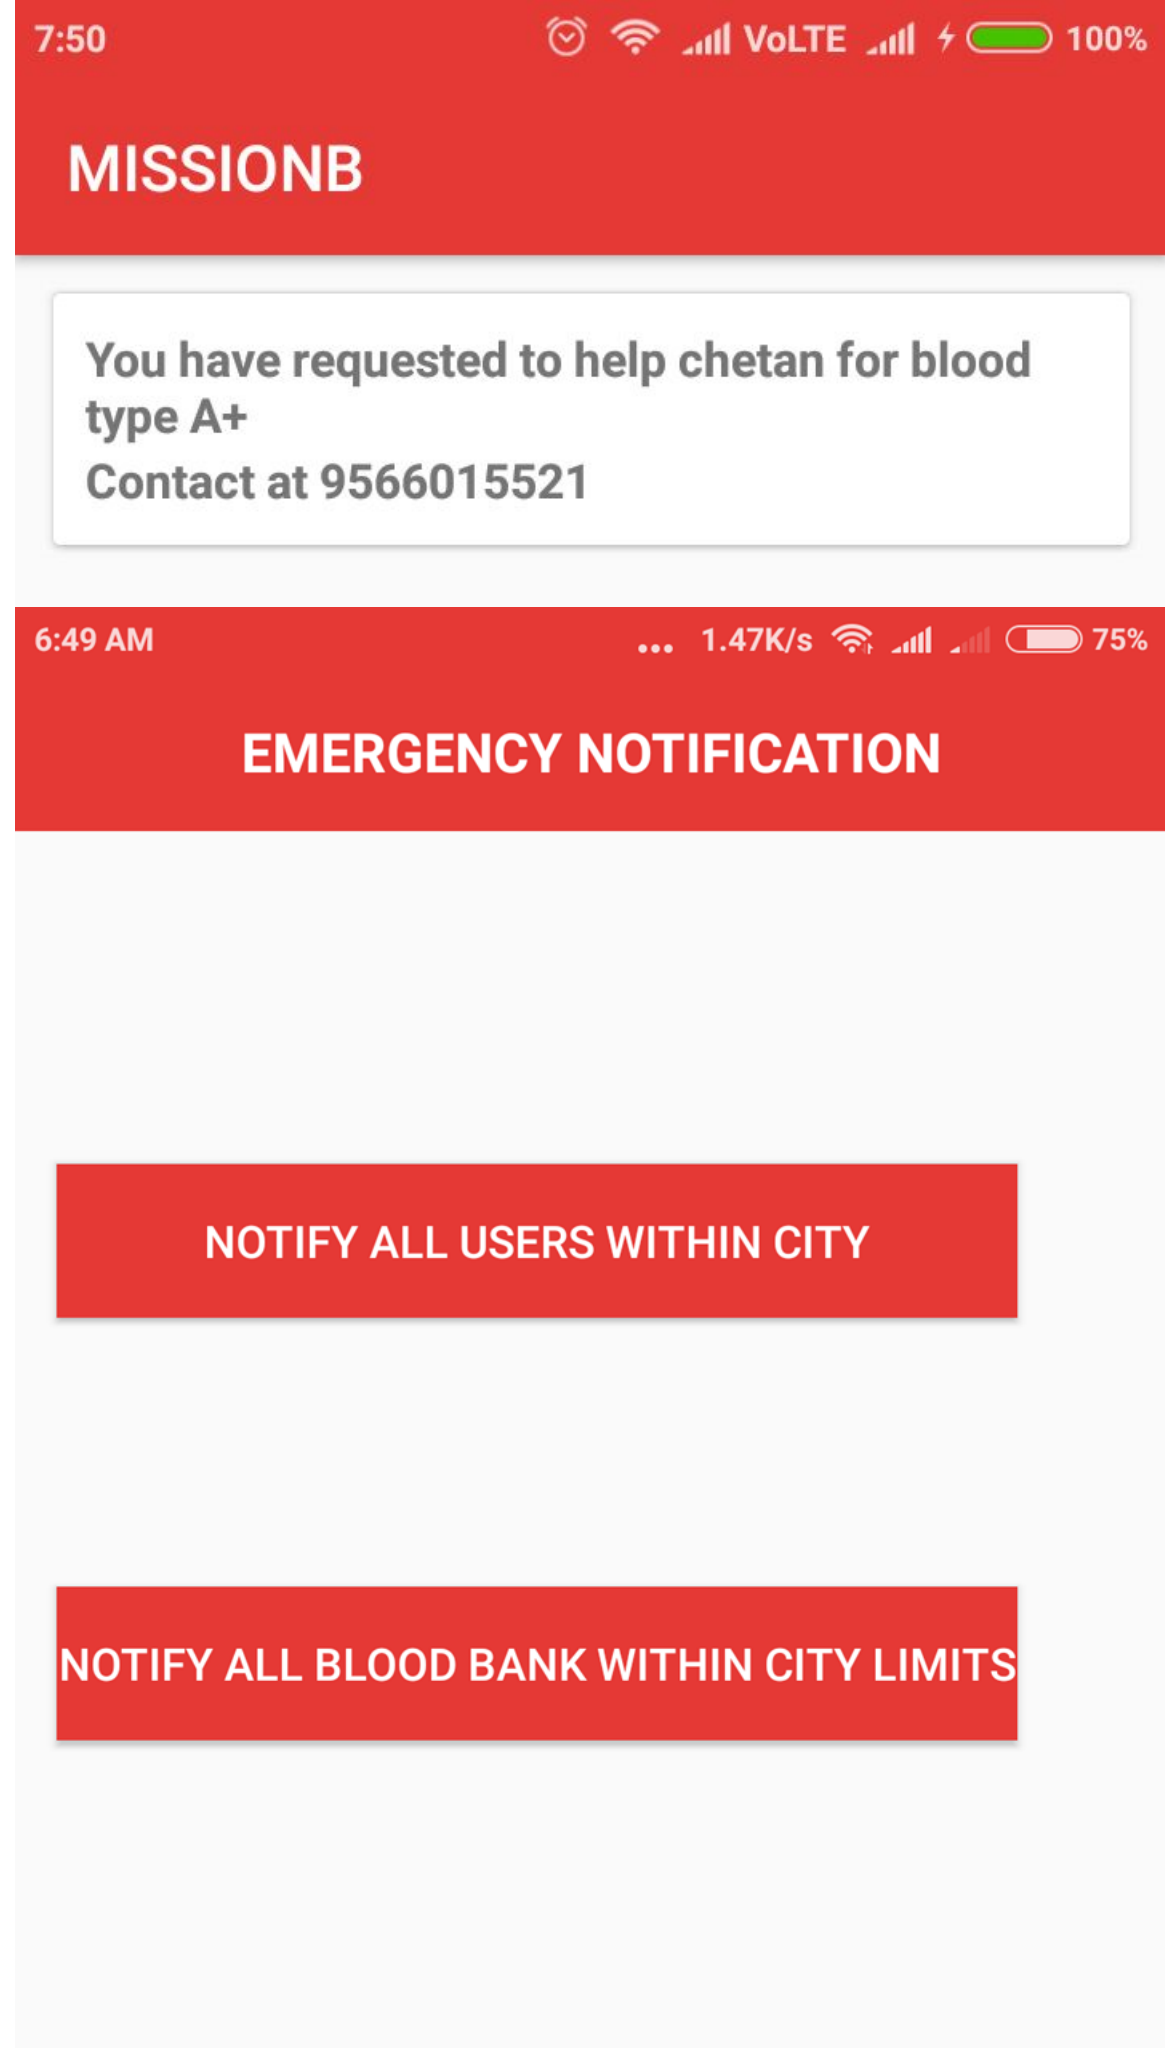 7:50 VoLTE 100%
MISSIONB
You have requested to help chetan for blood
type A+
Contact at 9566015521
6:49 AM ... 1.47K/s 75%
EMERGENCY NOTIFICATION
NOTIFY ALL USERS WITHIN CITY
NOTIFY ALL BLOOD BANK WITHIN CITY LIMITS